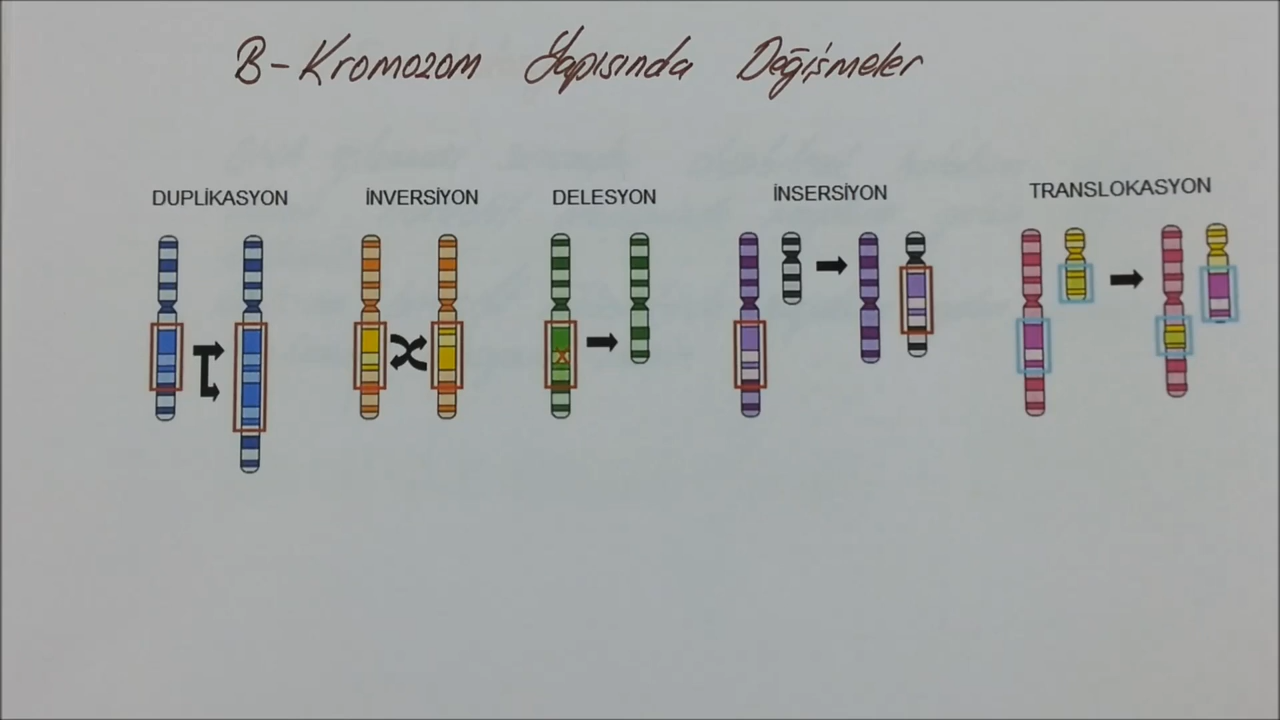 B-Kromozom Yapısında Değişmeler
DUPLİKASYON İNVERSİYON DELESYON İNSERSİYON TRANSLOKASYON